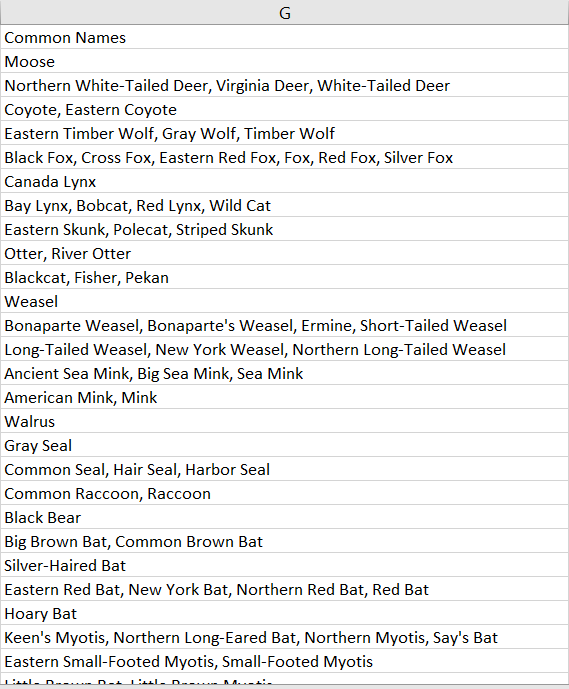 G
Common Names
Moose
Northern White-Tailed Deer, Virginia Deer, White-Tailed Deer
Coyote, Eastern Coyote
Eastern Timber Wolf, Gray Wolf, Timber Wolf
Black Fox, Cross Fox, Eastern Red Fox, Fox, Red Fox, Silver Fox
Canada Lynx
Bay Lynx, Bobcat, Red Lynx, Wild Cat
Eastern Skunk, Polecat, Striped Skunk
Otter, River Otter
Blackcat, Fisher, Pekan
Weasel
Bonaparte Weasel, Bonaparte's Weasel, Ermine, Short-Tailed Weasel
Long-Tailed Weasel, New York Weasel, Northern Long-Tailed Weasel
Ancient Sea Mink, Big Sea Mink, Sea Mink
American Mink, Mink
Walrus
Gray Seal
Common Seal, Hair Seal, Harbor Seal
Common Raccoon, Raccoon
Black Bear
Big Brown Bat, Common Brown Bat
Silver-Haired Bat
Eastern Red Bat, New York Bat, Northern Red Bat, Red Bat
Hoary Bat
Keen's Myotis, Northern Long-Eared Bat, Northern Myotis, Say's Bat
Eastern Small-Footed Myotis, Small-Footed Myotis
Little Brown Bat, Little Brown Myotis